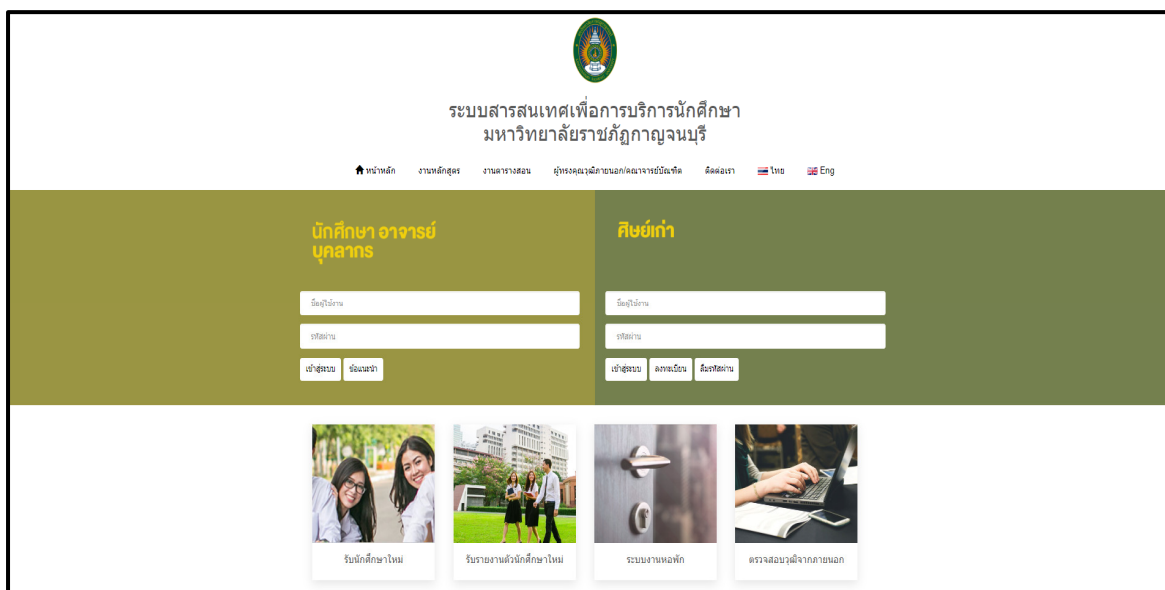 ระบบสารสนเทศเพื่อการบริการนักศึกษา
มหาวิทยาลัยราชภัฏกาญจนบุรี
หน้าหลัก งานหลักสูตร งานตารางสอน ผู้ทรงคุณวุฒิภายนอก/คณาจารย์บัณฑิต ติดต่อเรา ไทย Eng
นักศึกษา อาจารย์
บุคลากร
ชื่อผู้ใช้งาน
รหัสผ่าน
เข้าสู่ระบบ ข้อแนะนำ
ศิษย์เก่า
ชื่อผู้ใช้งาน
รหัสผ่าน
เข้าสู่ระบบ ลงทะเบียน ลืมรหัสผ่าน
รับนักศึกษาใหม่
รับรายงานตัวนักศึกษาใหม่
ระบบงานหอพัก
ตรวจสอบวุฒิจากภายนอก